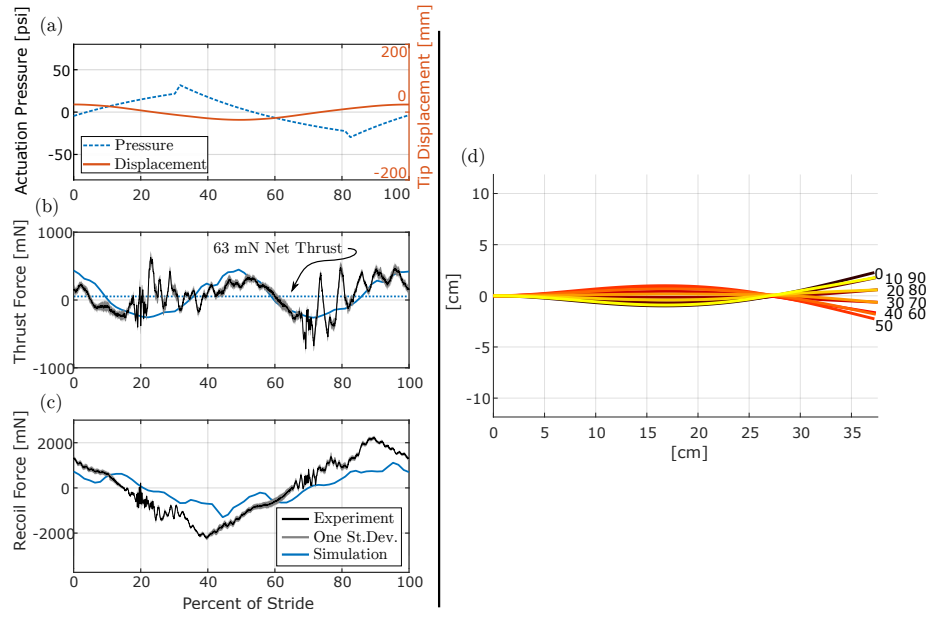 (a)
Actuation Pressure [psi]
50
0
-50
200
0
-200
Tip Displacement [mm]
Pressure
Displacement
0 20 40 60 80 100
(b)
Thrust Force [mN]
1000
0
-1000
63 mN Net Thrust
0 20 40 60 80 100
(c)
Recoil Force [mN]
2000
0
-2000
Experiment
One St.Dev.
Simulation
0 20 40 60 80 100
Percent of Stride
(d)
[cm]
10
5
0
-5
-10
0
10 90
20 80
30 70
40 60
50
0 5 10 15 20 25 30 35
[cm]